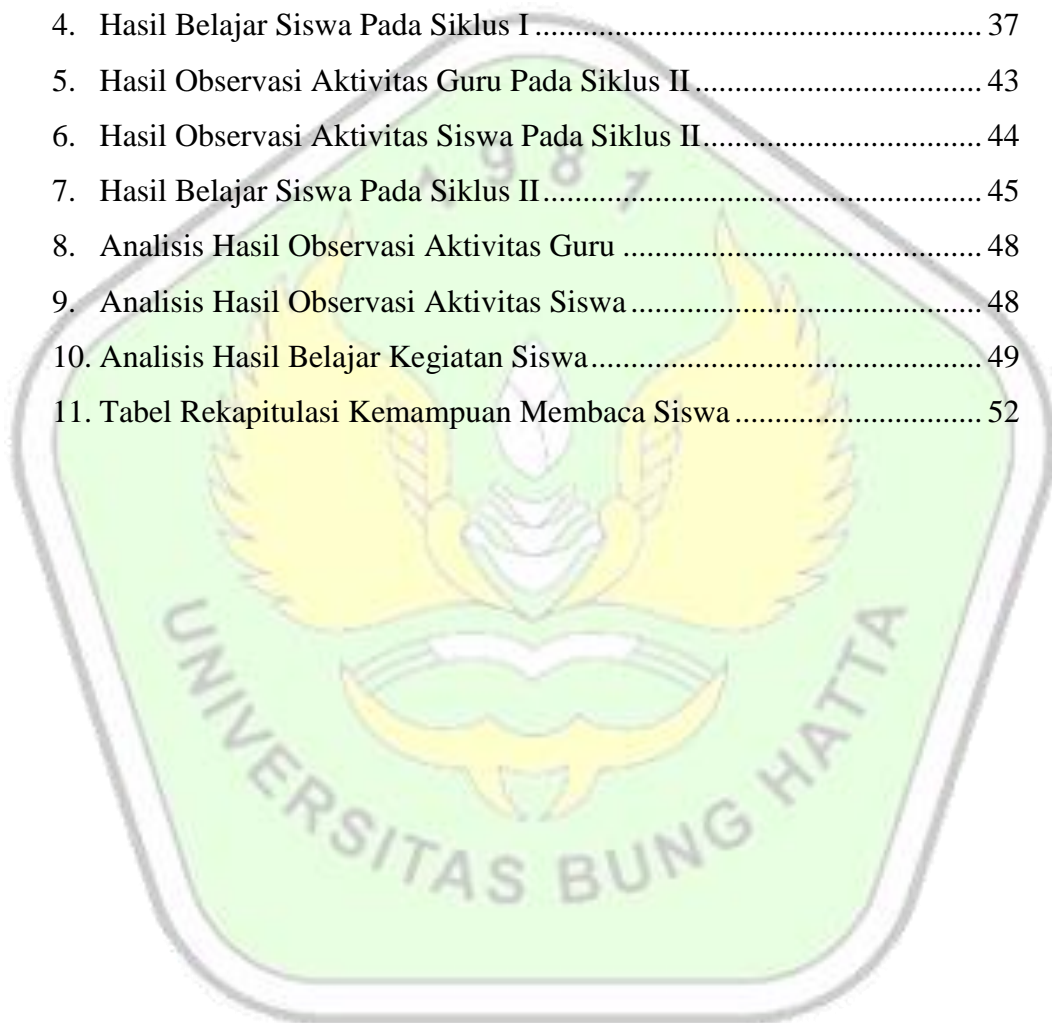 4. Hasil Belajar Siswa Pada Siklus I ................................................ 37
5. Hasil Observasi Aktivitas Guru Pada Siklus II ................................... 43
6. Hasil Observasi Aktivitas Siswa Pada Siklus II .................................. 44
7. Hasil Belajar Siswa Pada Siklus II ............................................... 45
8. Analisis Hasil Observasi Aktivitas Guru ........................................... 48
9. Analisis Hasil Observasi Aktivitas Siswa .......................................... 48
10. Analisis Hasil Belajar Kegiatan Siswa .............................................. 49
11. Tabel Rekapitulasi Kemampuan Membaca Siswa ............................... 52
1981
UNIVERSITAS BUNG HATTA